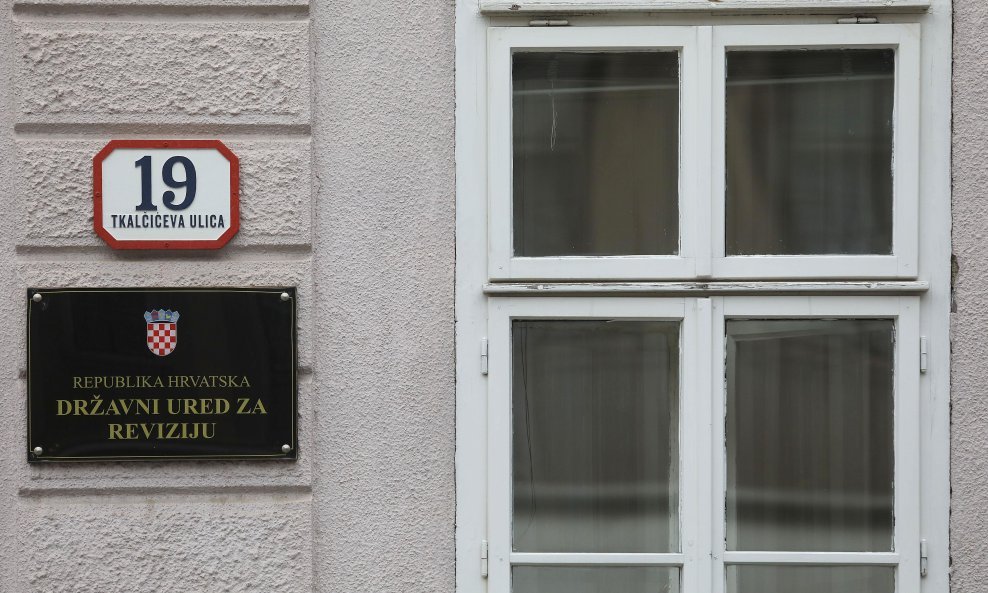 19
TKALČIĆEVA ULICA
REPUBLIKA HRVATSKA
DRŽAVNI URED ZA
REVIZIJU